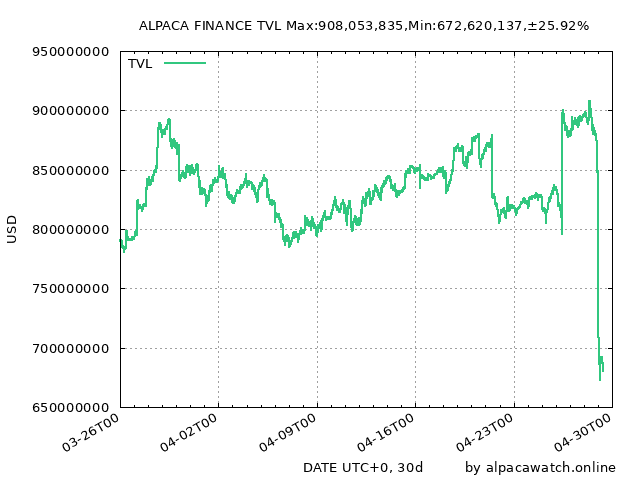 ALPACA FINANCE TVL Max:908,053,835,Min:672,620,137,±25.92%
950000000
TVL
900000000
850000000
800000000
750000000
700000000
650000000
USD
03-26T00
04-02T00
04-09T00
04-16T00
04-23T00
04-30T00
DATE UTC+0, 30d
by alpacawatch.online